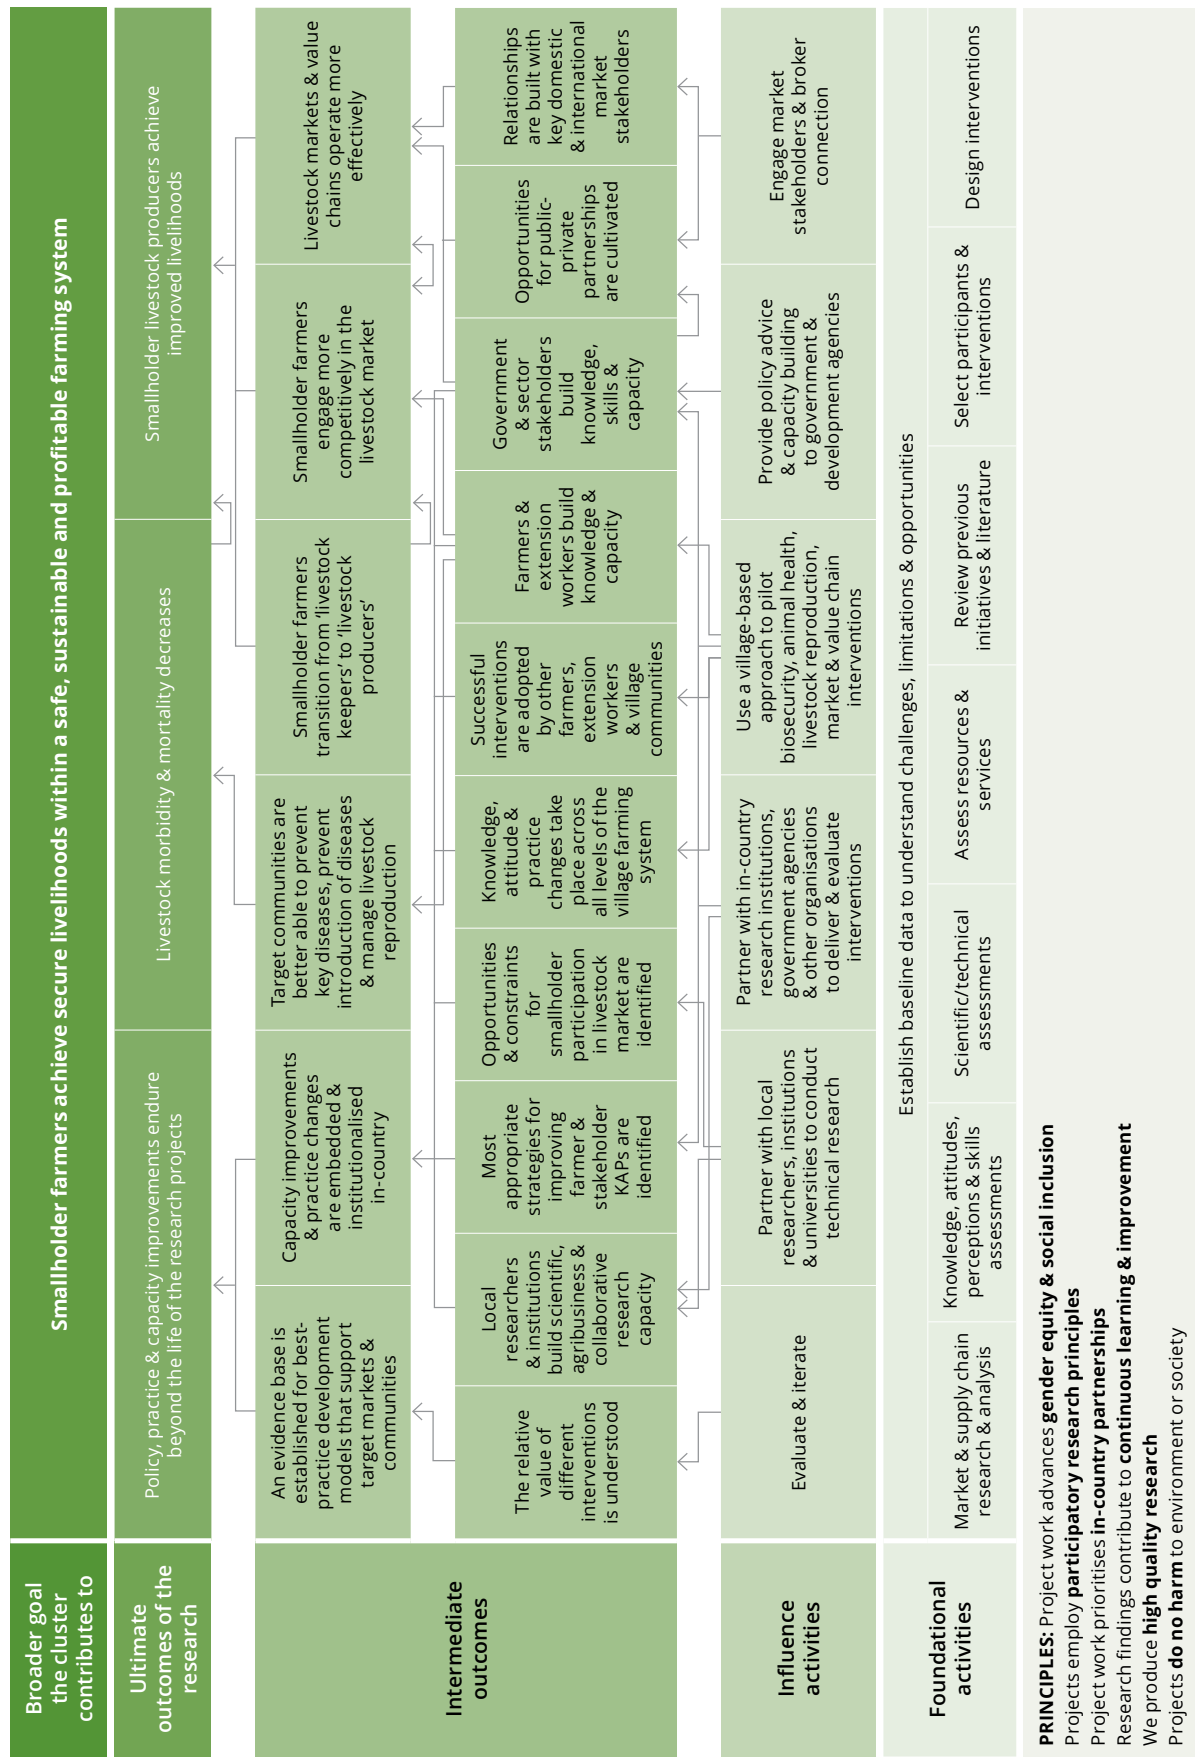 Broader goal
the cluster
contributes to
Smallholder farmers achieve secure livelihoods within a safe, sustainable and profitable farming system
Ultimate
outcomes of the
research
Policy, practice & capacity improvements endure
beyond the life of the research projects
Livestock morbidity & mortality decreases
Smallholder livestock producers achieve
improved livelihoods
Intermediate
outcomes
An evidence base is
established for best-
practice development
models that support
target markets &
communities
Capacity improvements
& practice changes
are embedded &
institutionalised
in-country
Target communities are
better able to prevent
key diseases, prevent
introduction of diseases
& manage livestock
reproduction
Smallholder farmers
transition from ‘livestock
keepers’ to ‘livestock
producers’
Smallholder farmers
engage more
competitively in the
livestock market
Livestock markets & value
chains operate more
effectively
The relative
value of
different
interventions
is understood
Local
researchers
& institutions
build scientific,
agribusiness &
collaborative
research
capacity
Most
appropriate
strategies for
improving
farmer &
stakeholder
KAPs are
identified
Opportunities
& constraints
for
smallholder
participation
in livestock
market are
identified
Knowledge,
attitude &
practice
changes take
place across
all levels of the
village farming
system
Successful
interventions
are adopted
by other
farmers,
extension
workers
& village
communities
Farmers &
extension
workers build
knowledge &
capacity
Government
& sector
stakeholders
build
knowledge,
skills &
capacity
Opportunities
for public-
private
partnerships
are cultivated
Relationships
are built with
key domestic
& international
market
stakeholders
Influence
activities
Evaluate & iterate
Partner with local
researchers, institutions
& universities to conduct
technical research
Partner with in-country
research institutions,
government agencies
& other organisations
to deliver & evaluate
interventions
Use a village-based
approach to pilot
biosecurity, animal health,
livestock reproduction,
market & value chain
interventions
Provide policy advice
& capacity building
to government &
development agencies
Engage market
stakeholders & broker
connection
Foundational
activities
Establish baseline data to understand challenges, limitations & opportunities
Market & supply chain
research & analysis
Knowledge, attitudes,
perceptions & skills
assessments
Scientific/technical
assessments
Assess resources &
services
Review previous
initiatives & literature
Select participants &
interventions
Design interventions
PRINCIPLES: Project work advances gender equity & social inclusion
Projects employ participatory research principles
Project work prioritises in-country partnerships
Research findings contribute to continuous learning & improvement
We produce high quality research
Projects do no harm to environment or society